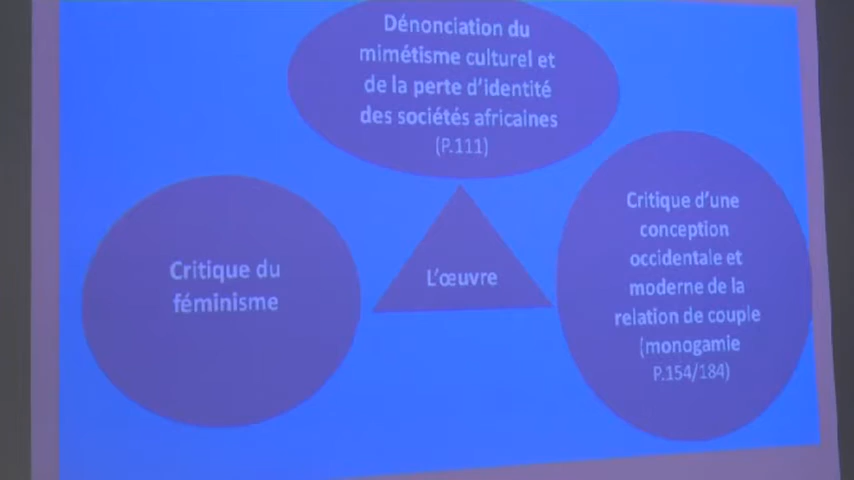 Dénonciation du
mimétisme culturel et
de la perte d'identité
des sociétés africaines
(P.111)
Critique du
féminisme
L'œuvre
Critique d'une
conception
occidentale et
moderne de la
relation de couple
(monogamie
P.154/184)